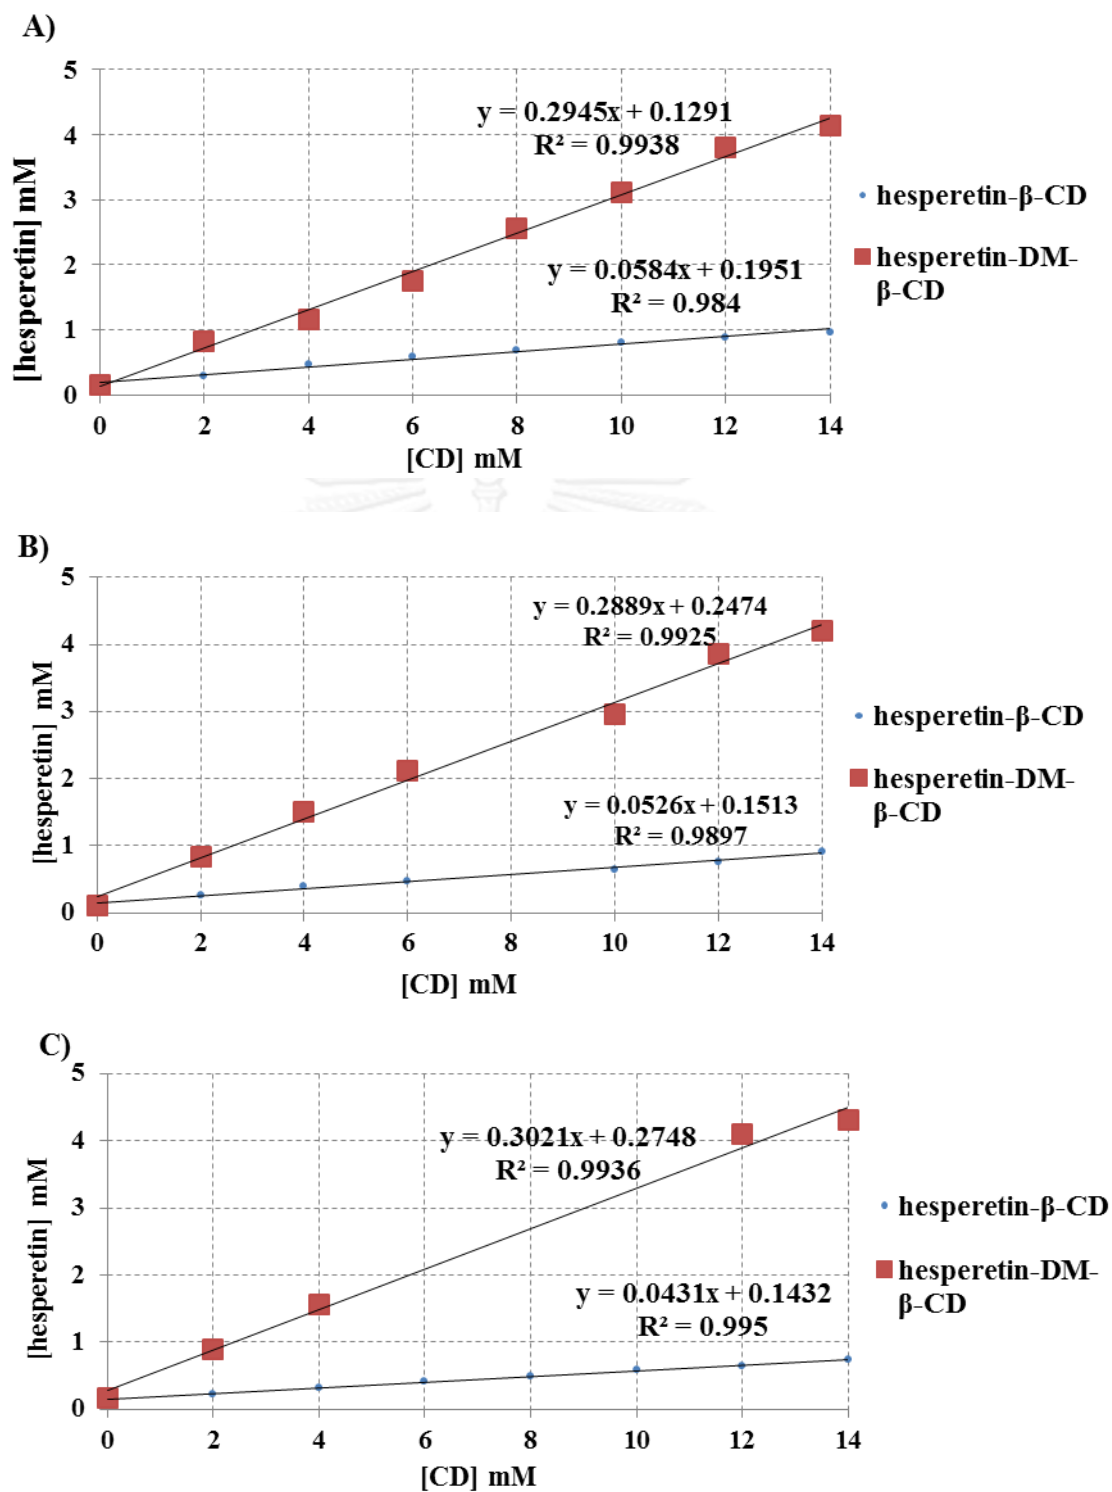 A)
5
4
3
2
1
0
[hesperetin] mM
y = 0.2945x + 0.1291
R² = 0.9938
y = 0.0584x + 0.1951
R² = 0.984
0 2 4 6 8 10 12 14
[CD] mM
hesperetin-β-CD
hesperetin-DM-
β-CD
B)
5
4
3
2
1
0
[hesperetin] mM
y = 0.2889x + 0.2474
R² = 0.9925
y = 0.0526x + 0.1513
R² = 0.9897
0 2 4 6 8 10 12 14
[CD] mM
hesperetin-β-CD
hesperetin-DM-
β-CD
C)
5
4
3
2
1
0
[hesperetin] mM
y = 0.3021x + 0.2748
R² = 0.9936
y = 0.0431x + 0.1432
R² = 0.995
0 2 4 6 8 10 12 14
[CD] mM
hesperetin-β-CD
hesperetin-DM-
β-CD